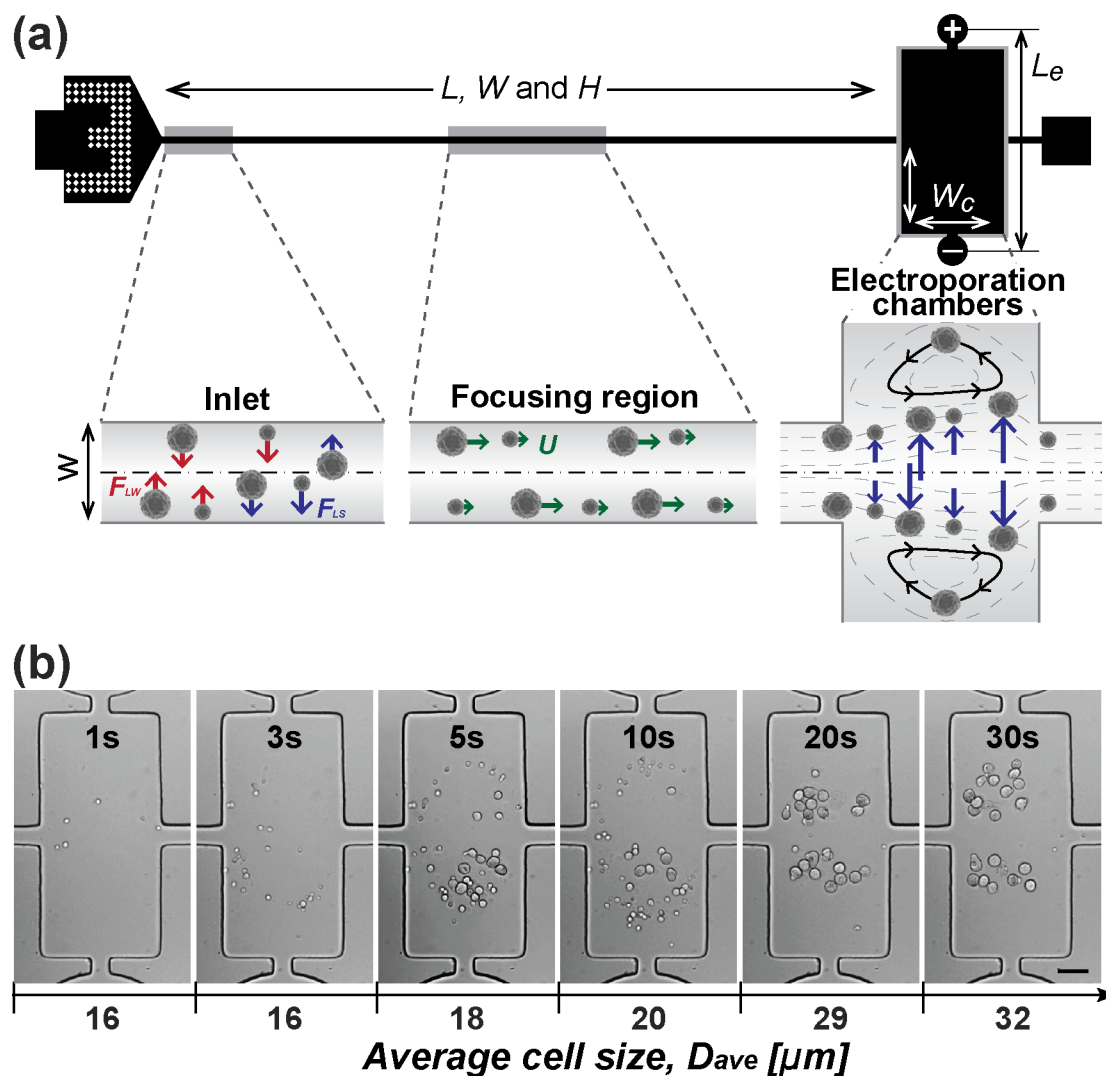 (a)
+
L, W and H
Le
Wc
−
Electroporation
chambers
Inlet
Focusing region
W
U
FLW
FLS
(b)
1s 3s 5s 10s 20s 30s
16 16 18 20 29 32
Average cell size, Dave [µm]